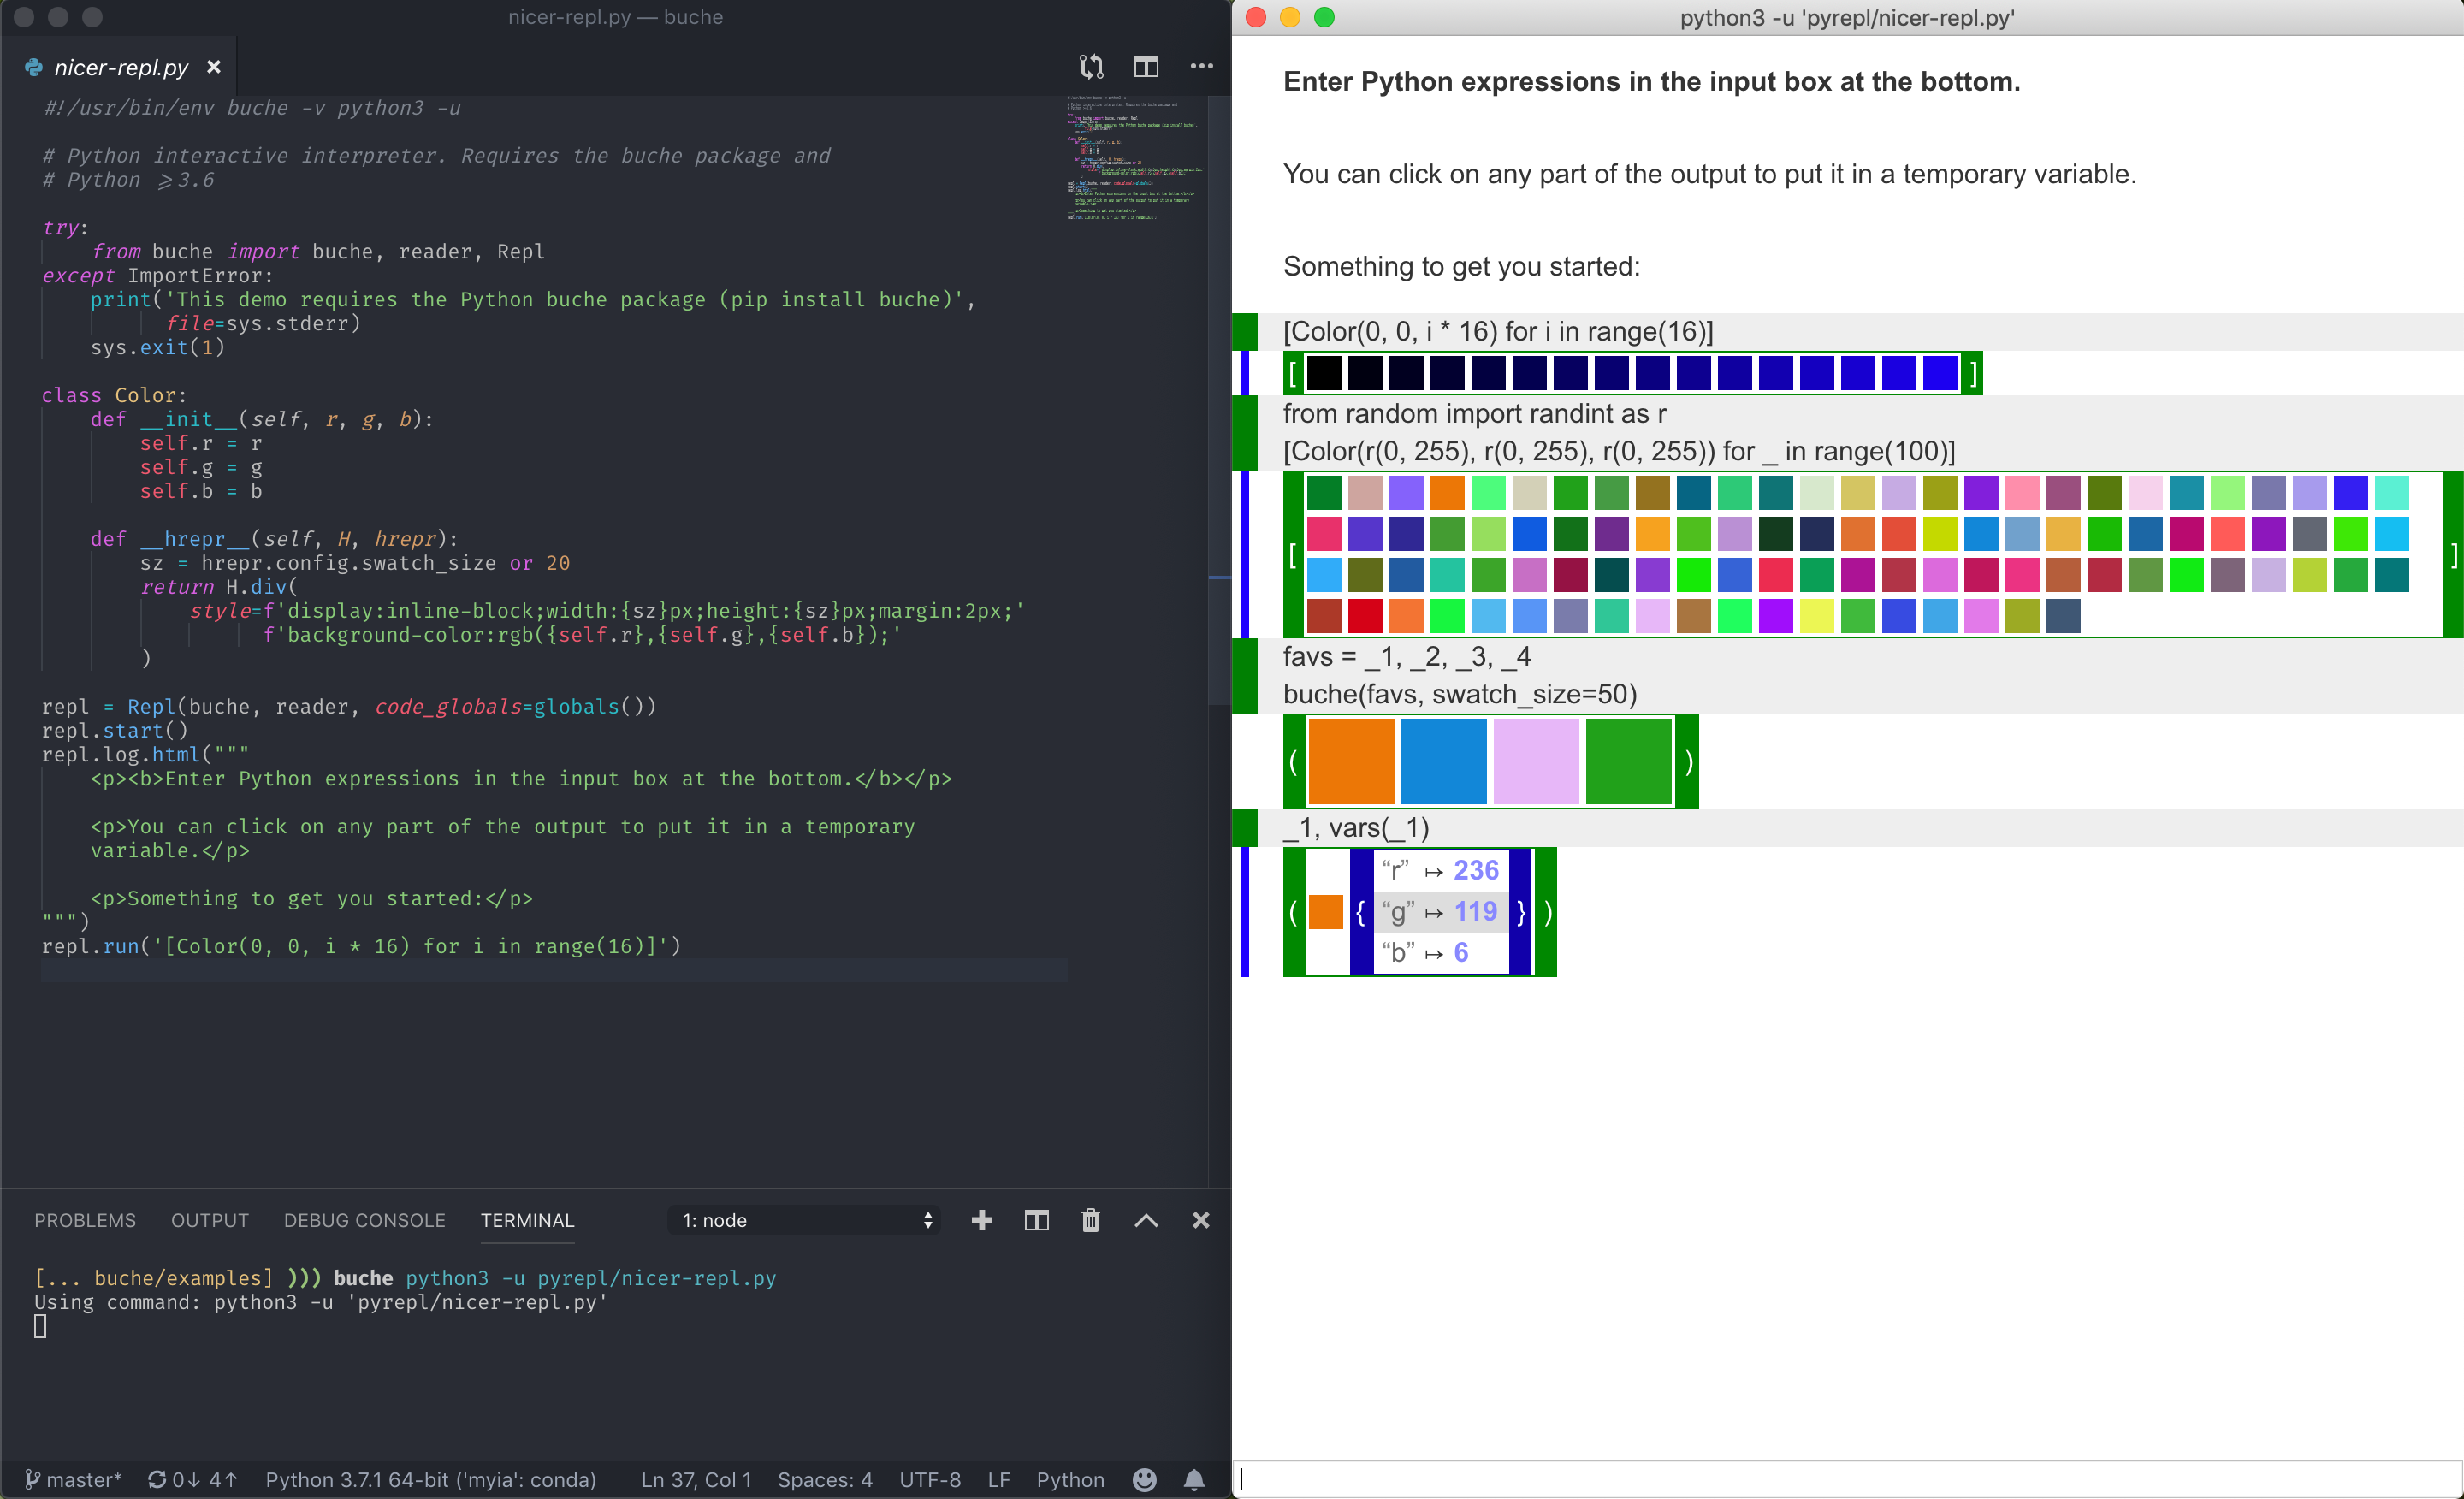 nicer-repl.py — buche
nicer-repl.py
#!/usr/bin/env buche -v python3 -u
# Python interactive interpreter. Requires the buche package and
# Python ⩾3.6
try:
from buche import buche, reader, Repl
except ImportError:
print('This demo requires the Python buche package (pip install buche)',
file=sys.stderr)
sys.exit(1)
class Color:
def __init__(self, r, g, b):
self.r = r
self.g = g
self.b = b
def __hrepr__(self, H, hrepr):
sz = hrepr.config.swatch_size or 20
return H.div(
style=f'display:inline-block;width:{sz}px;height:{sz}px;margin:2px;'
f'background-color:rgb({self.r},{self.g},{self.b});'
)
repl = Repl(buche, reader, code_globals=globals())
repl.start()
repl.log.html("""
<p><b>Enter Python expressions in the input box at the bottom.</b></p>
<p>You can click on any part of the output to put it in a temporary
variable.</p>
<p>Something to get you started:</p>
""")
repl.run('[Color(0, 0, i * 16) for i in range(16)]')
PROBLEMS OUTPUT DEBUG CONSOLE TERMINAL 1: node
[... buche/examples] ))) buche python3 -u pyrepl/nicer-repl.py
Using command: python3 -u 'pyrepl/nicer-repl.py'
master* 0↓ 4↑ Python 3.7.1 64-bit ('myia': conda) Ln 37, Col 1 Spaces: 4 UTF-8 LF Python
python3 -u 'pyrepl/nicer-repl.py'
Enter Python expressions in the input box at the bottom.
You can click on any part of the output to put it in a temporary variable.
Something to get you started:
[Color(0, 0, i * 16) for i in range(16)]
[ ]
from random import randint as r
[Color(r(0, 255), r(0, 255), r(0, 255)) for _ in range(100)]
[ ]
favs = _1, _2, _3, _4
buche(favs, swatch_size=50)
( )
_1, vars(_1)
“r” ↦ 236
( { “g” ↦ 119 } )
“b” ↦ 6